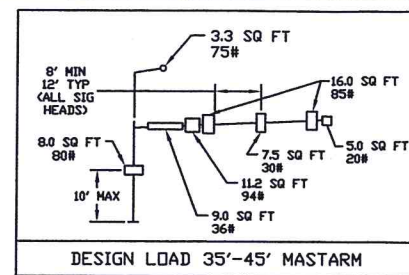 3.3 SQ FT
75#
8' MIN
12' TYP
(ALL SIG
HEADS)
16.0 SQ FT
85#
8.0 SQ FT
80#
10' MAX
7.5 SQ FT
30#
5.0 SQ FT
20#
11.2 SQ FT
94#
9.0 SQ FT
36#
DESIGN LOAD 35'-45' MASTARM